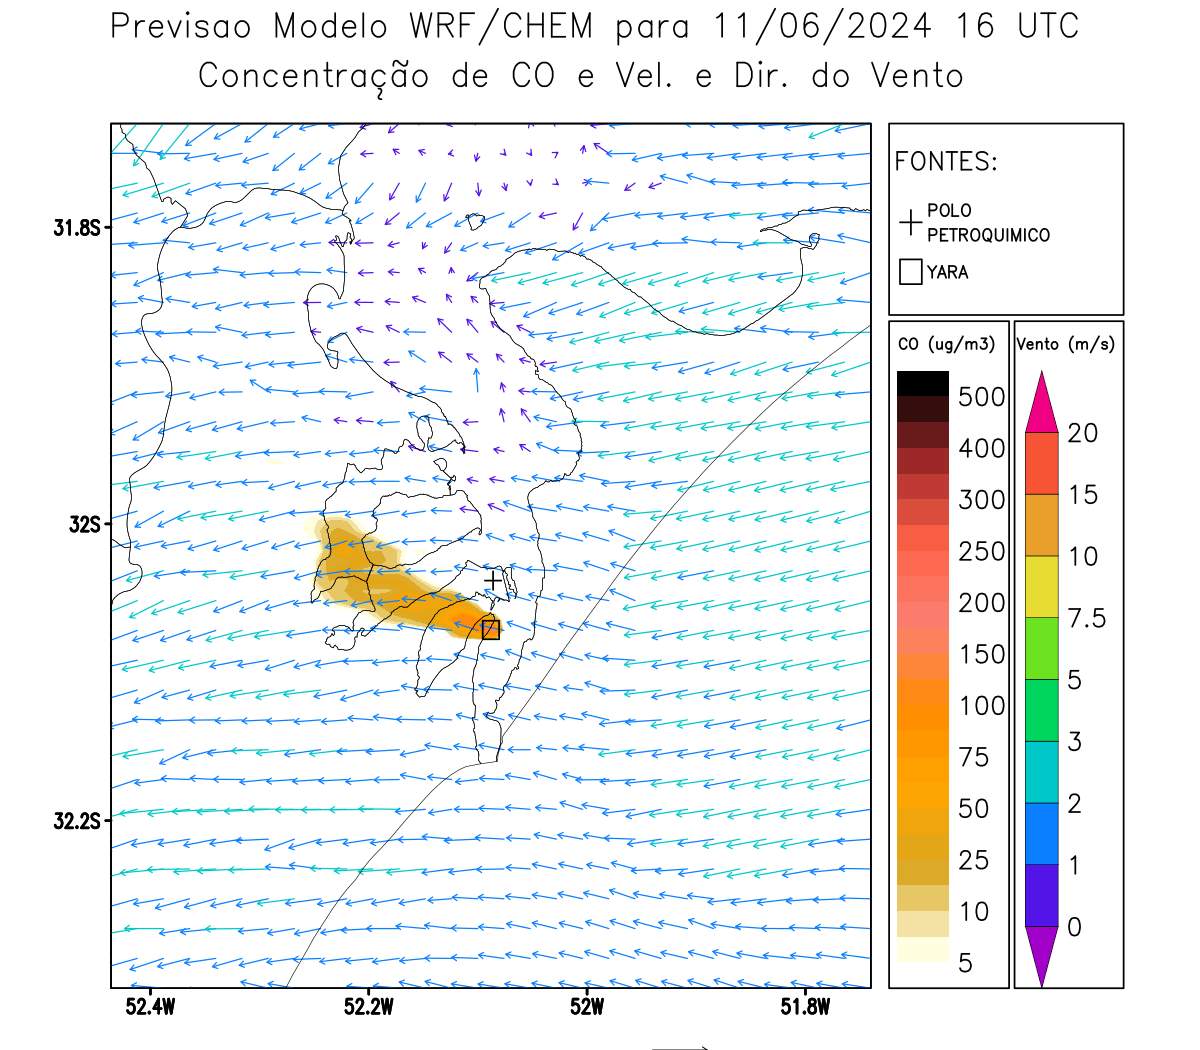 Previsao Modelo WRF/CHEM para 11/06/2024 16 UTC
Concentração de CO e Vel. e Dir. do Vento
FONTES:
POLO
PETROQUIMICO
YARA
CO (ug/m3)
500
400
300
250
200
150
100
75
50
25
10
5
Vento (m/s)
20
15
10
7.5
5
3
2
1
0
31.8S
32S
32.2S
52.4W
52.2W
52W
51.8W